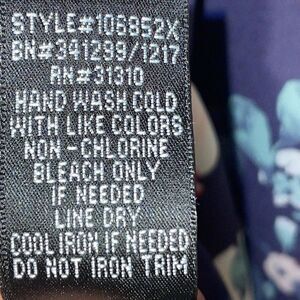 STYLE#106852X
BN#341239/1217
RN#31310
HAND WASH COLD
WITH LIKE COLORS
NON-CHLORINE
BLEACH ONLY
IF NEEDED
LINE DRY
COOL IRON IF NEEDED
DO NOT IRON TRIM